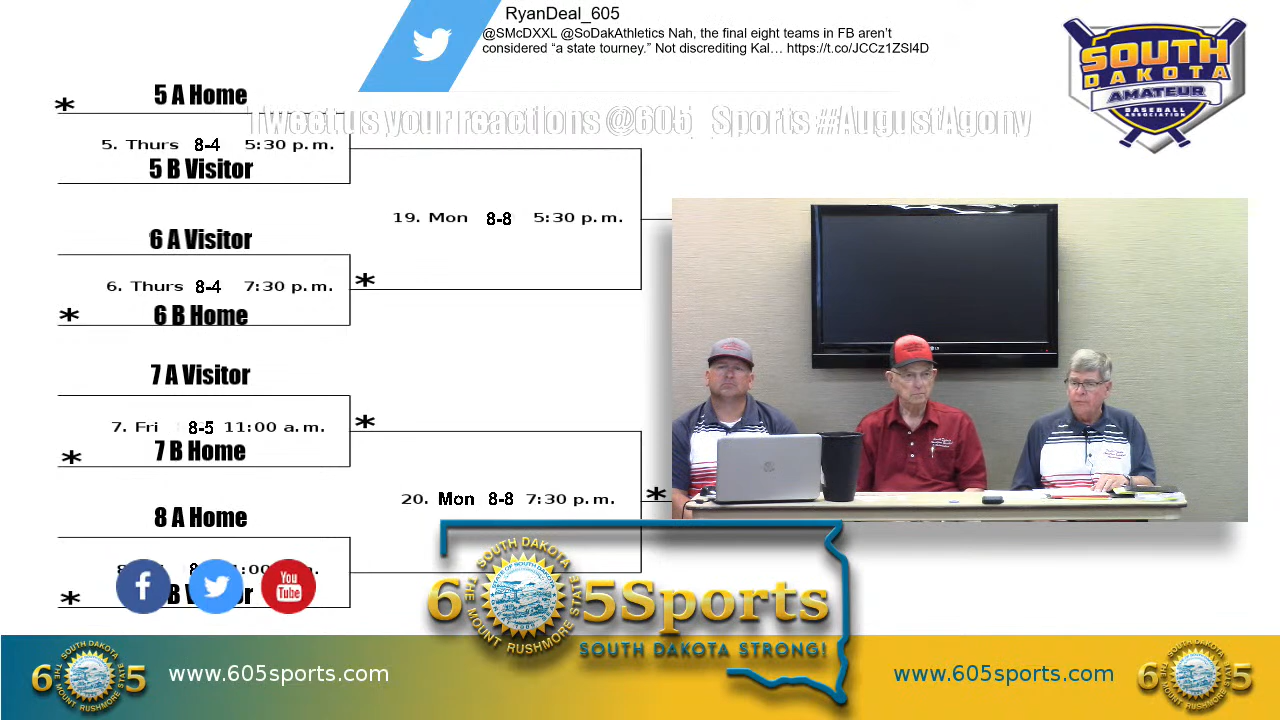 RyanDeal_605
@SMcDXXL @SoDakAthletics Nah, the final eight teams in FB aren't
considered “a state tourney.” Not discrediting Kal… https://t.co/JCCz1ZSl4D
SOUTH
DAKOTA
AMATEUR
BASEBALL
ASSOCIATION
Tweet us your reactions @605_Sports #AugustAgony
* 5 A Home
5. Thurs 8-4 5:30 p.m.
5 B Visitor
19. Mon 8-8 5:30 p.m.
6 A Visitor
6. Thurs 8-4 7:30 p.m. *
* 6 B Home
7 A Visitor
7. Fri 8-5 11:00 a.m. *
* 7 B Home
20. Mon 8-8 7:30 p.m. *
8 A Home
*
f
You
Tube
605Sports
SOUTH DAKOTA
THE MOUNT RUSHMORE STATE
SOUTH DAKOTA STRONG!
605
www.605sports.com
www.605sports.com
605